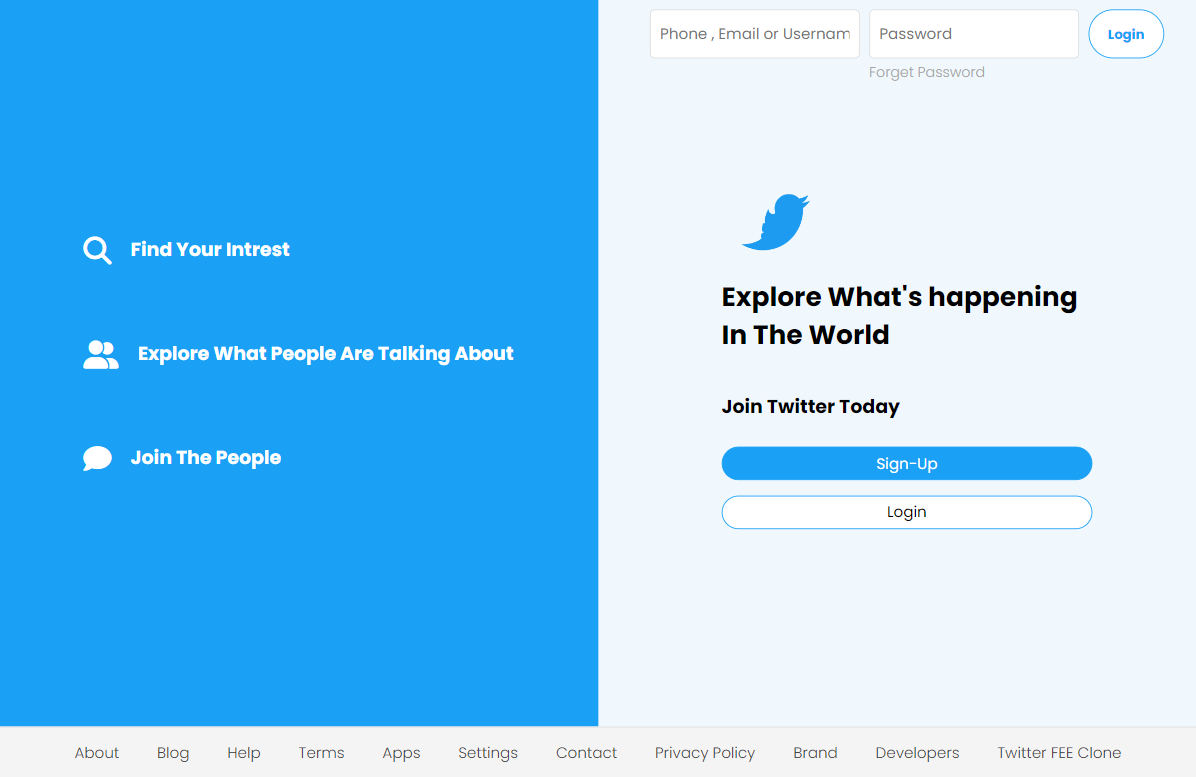 Phone , Email or Usernam
Password
Login
Forget Password
Find Your Intrest
Explore What People Are Talking About
Join The People
Explore What's happening
In The World
Join Twitter Today
Sign-Up
Login
About Blog Help Terms Apps Settings Contact Privacy Policy Brand Developers Twitter FEE Clone